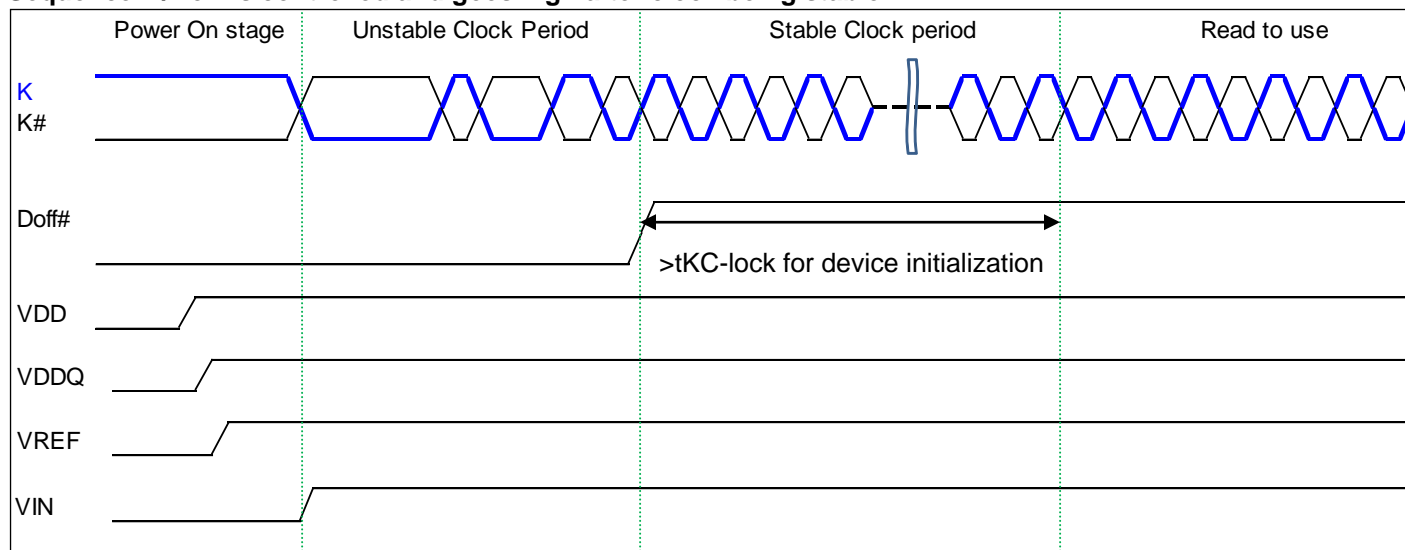 Power On stage Unstable Clock Period Stable Clock period Read to use
K
K#
Doff#
>tKC-lock for device initialization
VDD
VDDQ
VREF
VIN